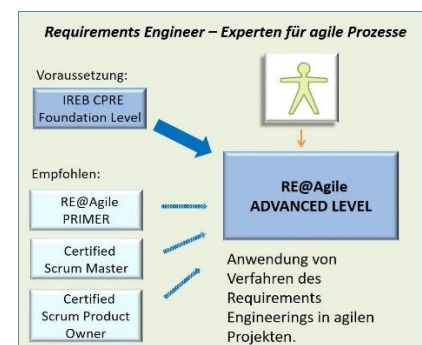 Requirements Engineer – Experten für agile Prozesse
Voraussetzung:
IREB CPRE
Foundation Level
Empfohlen:
RE@Agile
PRIMER
Certified
Scrum Master
Certified
Scrum Product
Owner
RE@Agile
ADVANCED LEVEL
Anwendung von
Verfahren des
Requirements
Engineerings in agilen
Projekten.